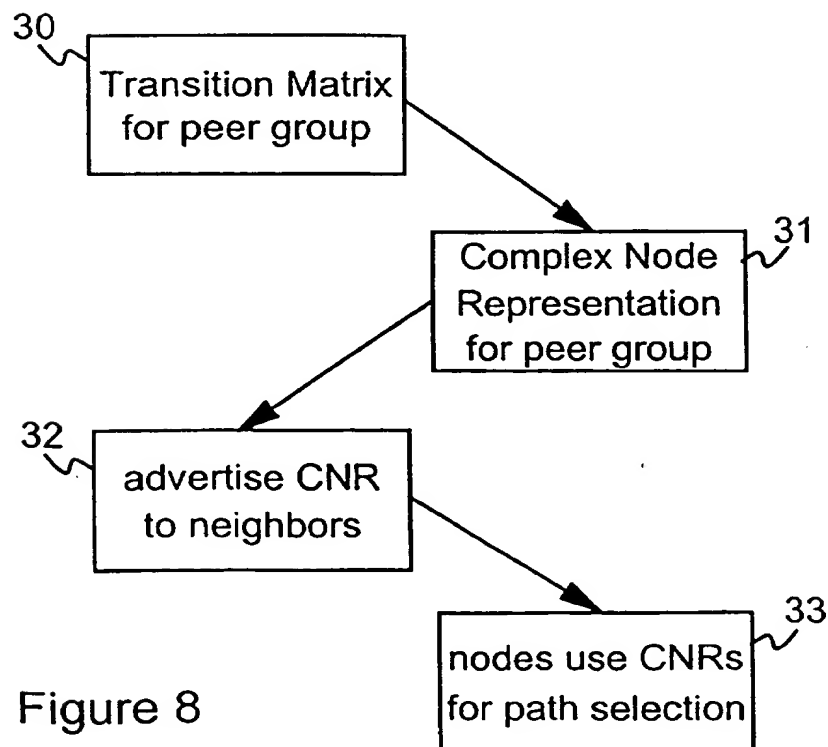 30
Transition Matrix
for peer group
31
Complex Node
Representation
for peer group
32
advertise CNR
to neighbors
33
nodes use CNRs
for path selection
Figure 8